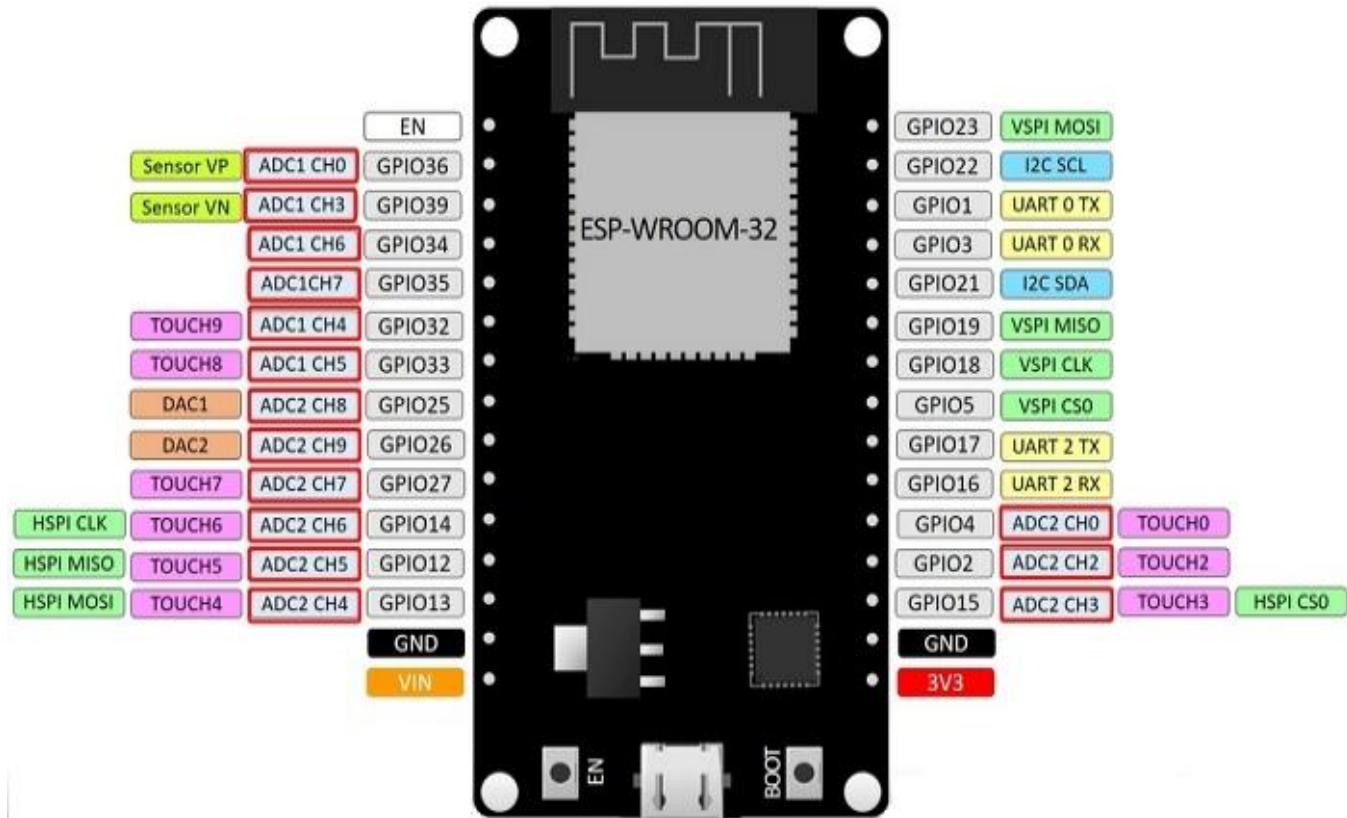 EN GPIO23 VSPI MOSI
Sensor VP ADC1 CH0 GPIO36 GPIO22 I2C SCL
Sensor VN ADC1 CH3 GPIO39 GPIO1 UART 0 TX
ADC1 CH6 GPIO34 ESP-WROOM-32 GPIO3 UART 0 RX
ADC1CH7 GPIO35 GPIO21 I2C SDA
TOUCH9 ADC1 CH4 GPIO32 GPIO19 VSPI MISO
TOUCH8 ADC1 CH5 GPIO33 GPIO18 VSPI CLK
DAC1 ADC2 CH8 GPIO25 GPIO5 VSPI CS0
DAC2 ADC2 CH9 GPIO26 GPIO17 UART 2 TX
TOUCH7 ADC2 CH7 GPIO27 GPIO16 UART 2 RX
HSPI CLK TOUCH6 ADC2 CH6 GPIO14 GPIO4 ADC2 CH0 TOUCH0
HSPI MISO TOUCH5 ADC2 CH5 GPIO12 GPIO2 ADC2 CH2 TOUCH2
HSPI MOSI TOUCH4 ADC2 CH4 GPIO13 GPIO15 ADC2 CH3 TOUCH3 HSPI CS0
GND GND
VIN 3V3
EN BOOT